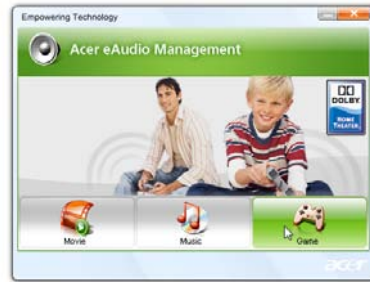 Empowering Technology
Acer eAudio Management
DOLBY
HOME
THEATER
Movie
Music
Game
acer